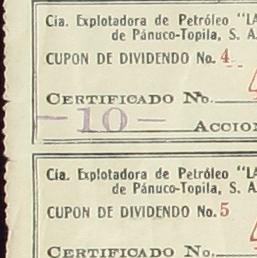 Cía. Explotadora de Petróleo "LA
de Pánuco-Topila, S. A.
CUPON DE DIVIDENDO No. 4
CERTIFICADO No.
-10- ACCION
Cía. Explotadora de Petróleo "LA
de Pánuco-Topila, S. A.
CUPON DE DIVIDENDO No. 5
CERTIFICADO No.